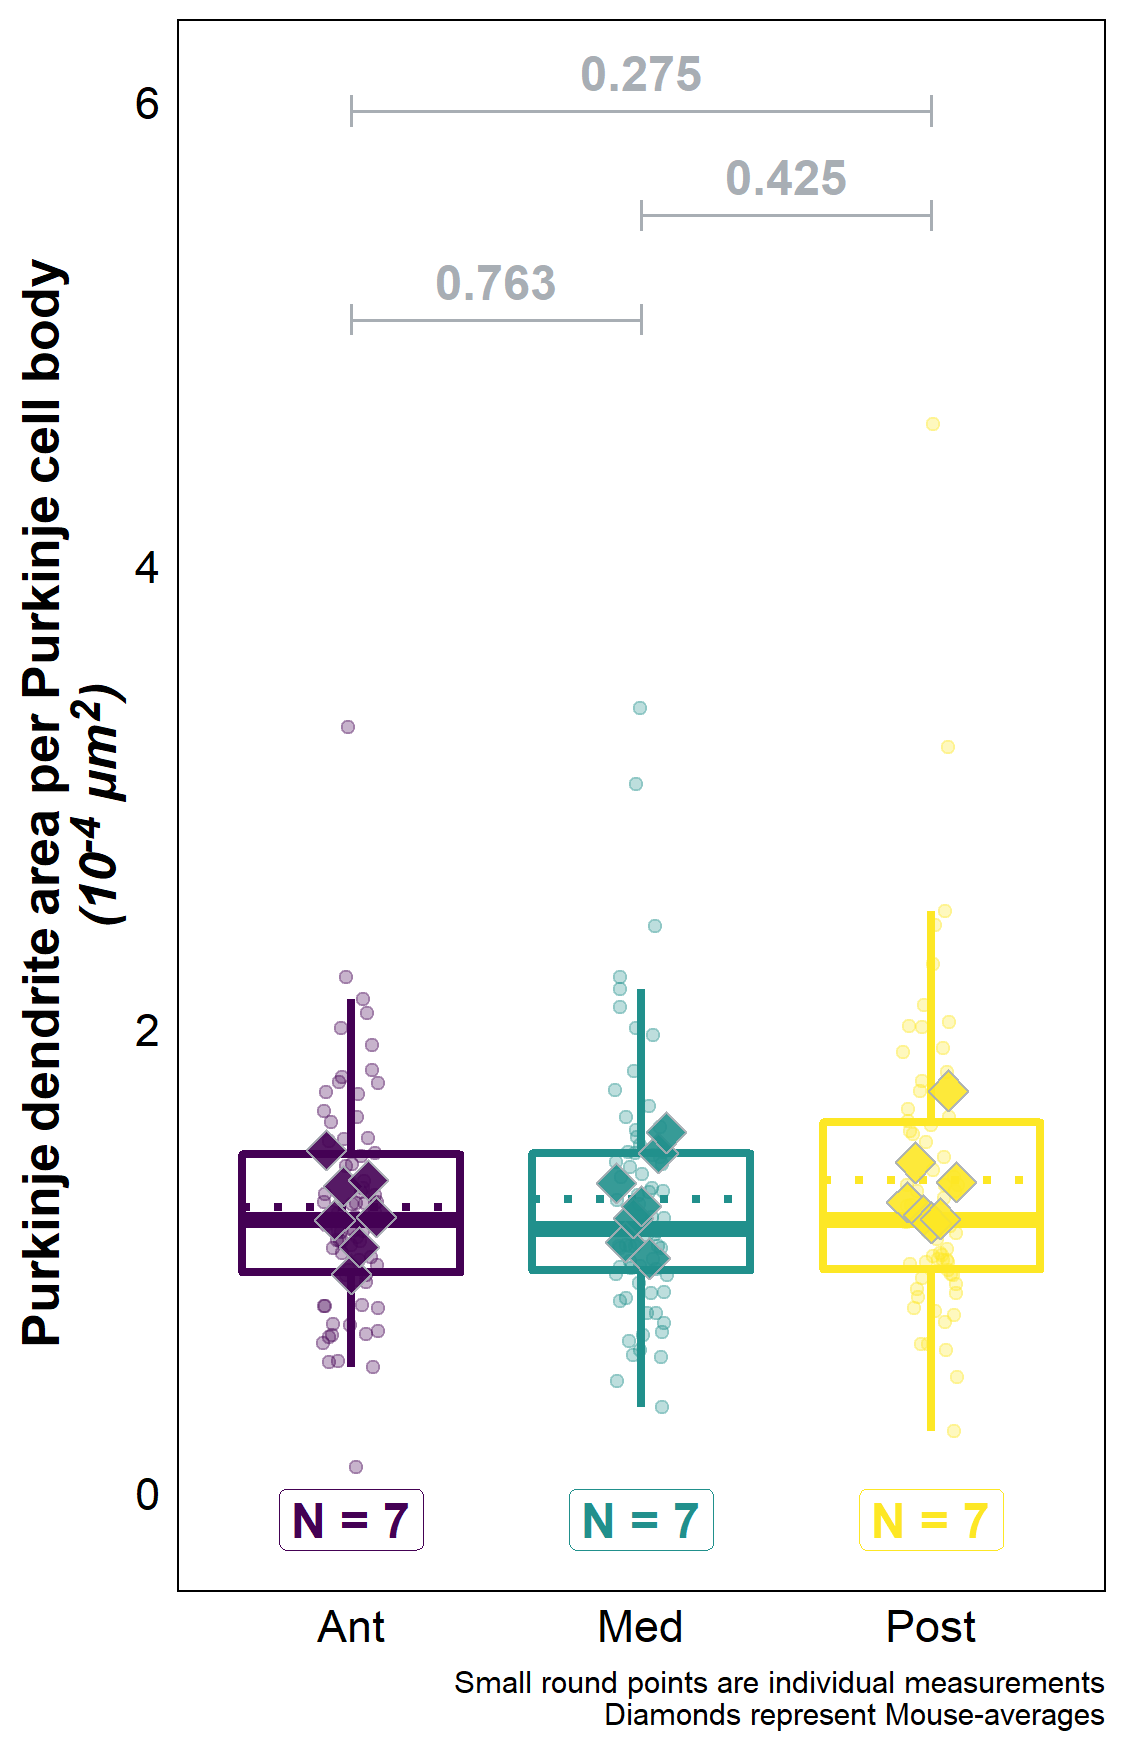 Purkinje dendrite area per Purkinje cell body
(10⁻⁴ µm²)
6
4
2
0
0.275
0.425
0.763
N = 7
N = 7
N = 7
Ant
Med
Post
Small round points are individual measurements
Diamonds represent Mouse-averages